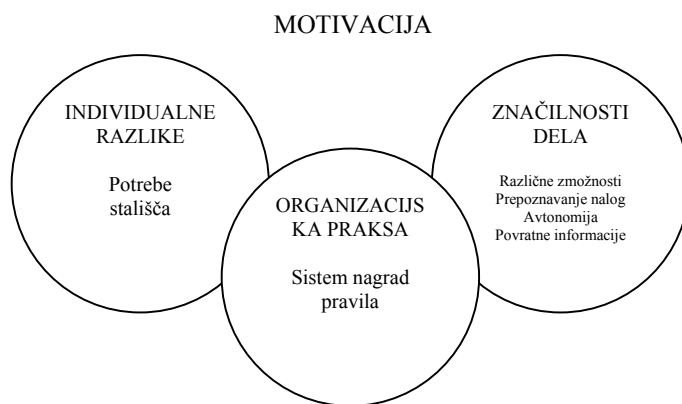 MOTIVACIJA
INDIVIDUALNE
RAZLIKE
Potrebe
stališča
ORGANIZACIJS
KA PRAKSA
Sistem nagrad
pravila
ZNAČILNOSTI
DELA
Različne zmožnosti
Prepoznavanje nalog
Avtonomija
Povratne informacije